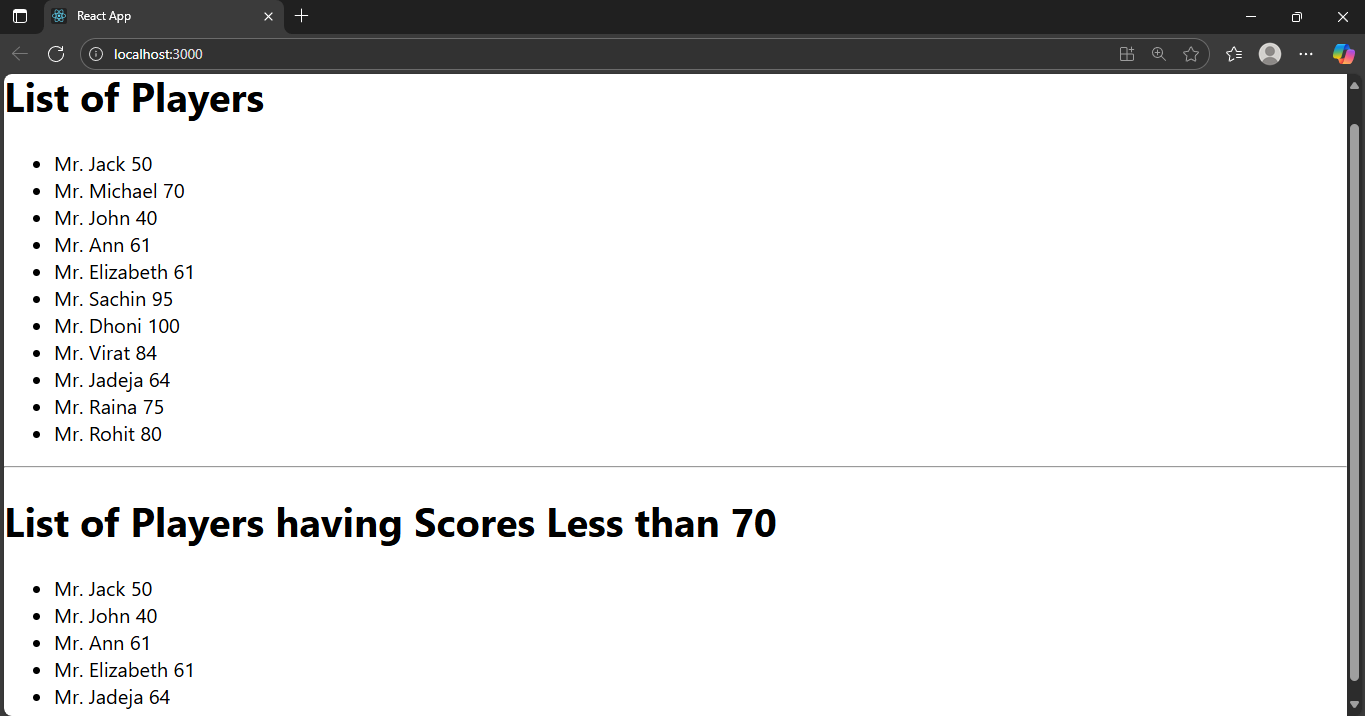 React App
localhost:3000
List of Players
Mr. Jack 50
Mr. Michael 70
Mr. John 40
Mr. Ann 61
Mr. Elizabeth 61
Mr. Sachin 95
Mr. Dhoni 100
Mr. Virat 84
Mr. Jadeja 64
Mr. Raina 75
Mr. Rohit 80
List of Players having Scores Less than 70
Mr. Jack 50
Mr. John 40
Mr. Ann 61
Mr. Elizabeth 61
Mr. Jadeja 64